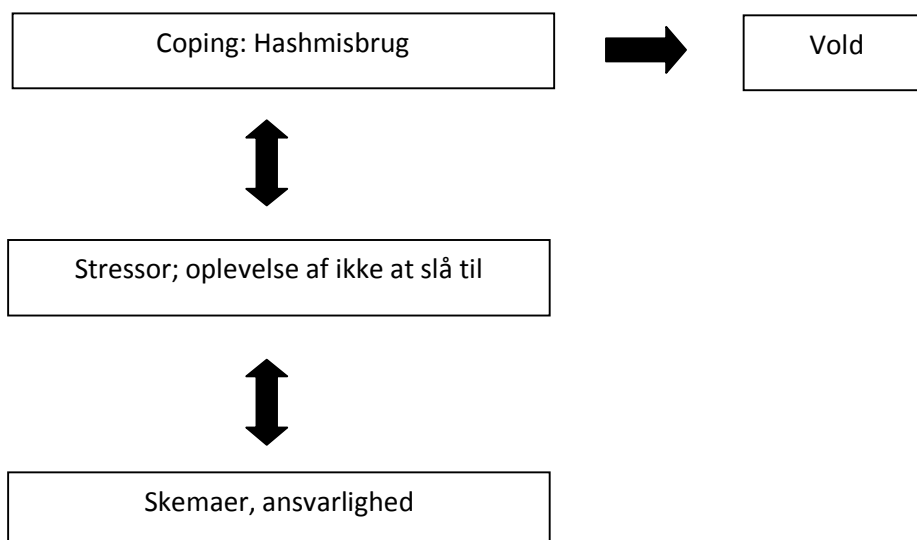 Coping: Hashmisbrug
Vold
Stressor; oplevelse af ikke at slå til
Skemaer, ansvarlighed